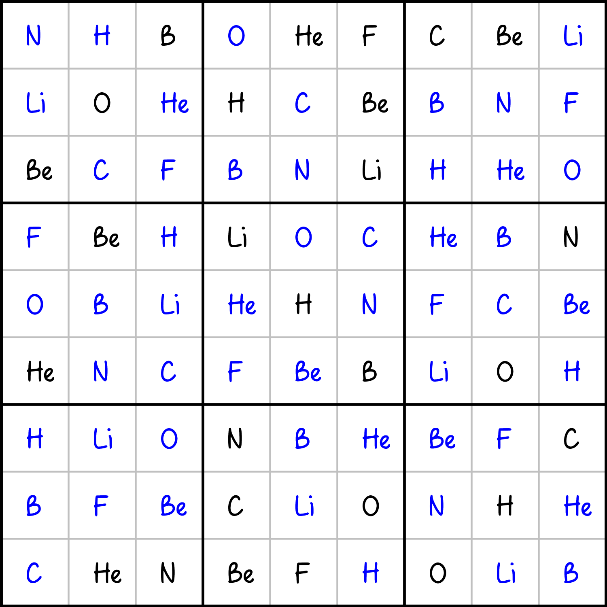 N H B O He F C Be Li
Li O He H C Be B N F
Be C F B N Li H He O
F Be H Li O C He B N
O B Li He H N F C Be
He N C F Be B Li O H
H Li O N B He Be F C
B F Be C Li O N H He
C He N Be F H O Li B